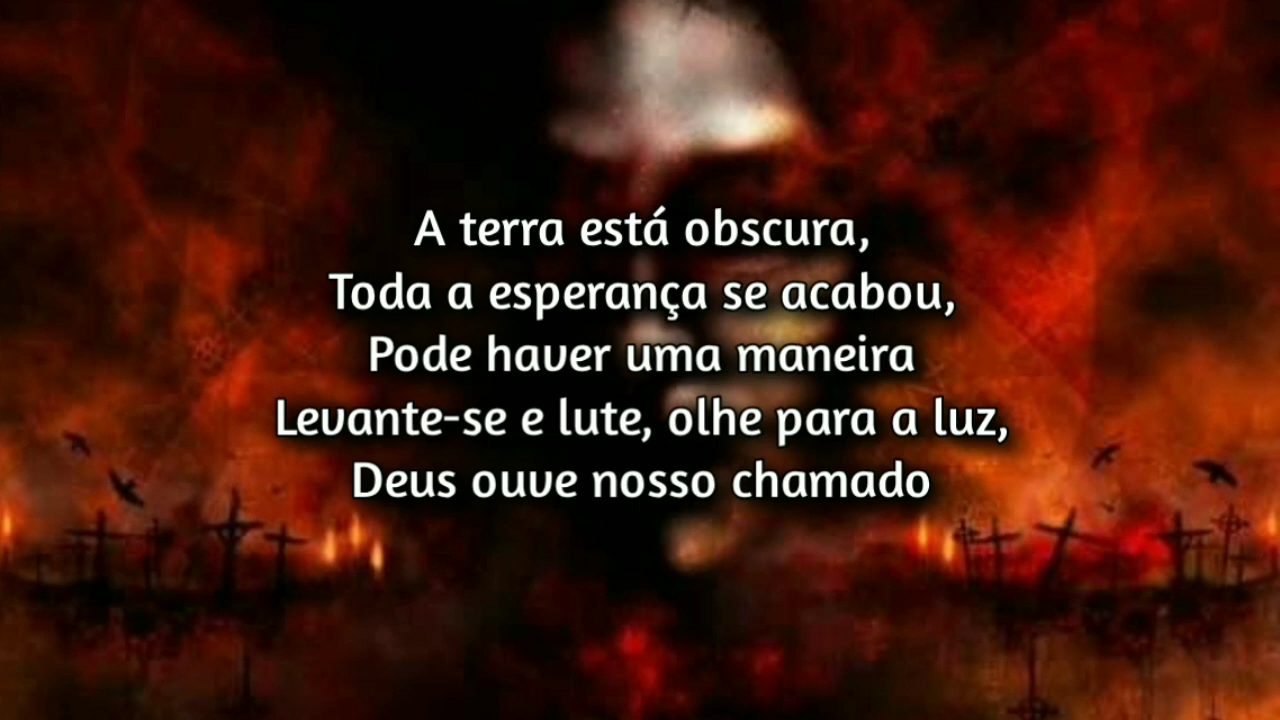 A terra está obscura,
Toda a esperança se acabou,
Pode haver uma maneira
Levante-se e lute, olhe para a luz,
Deus ouve nosso chamado